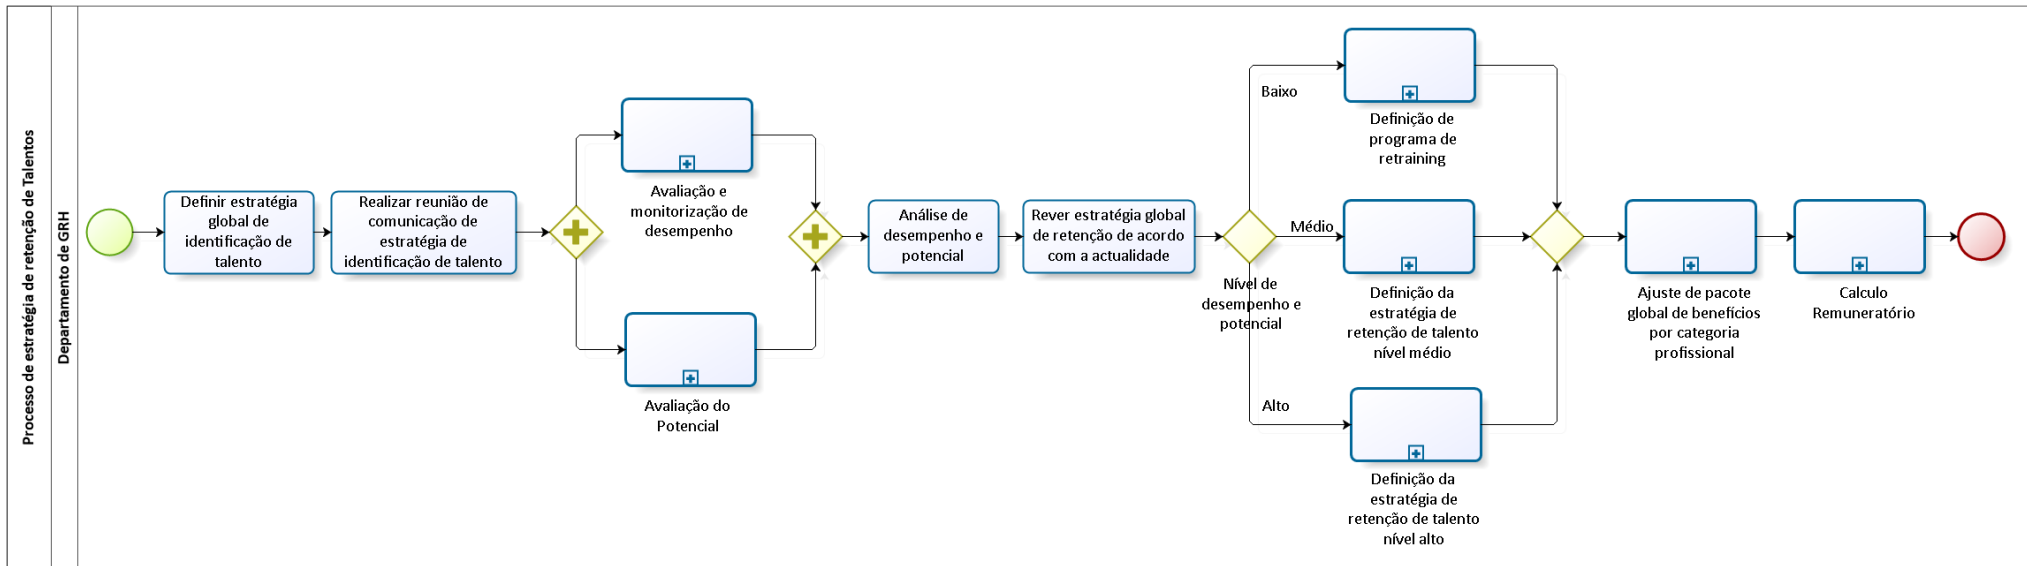 Processo de estratégia de retenção de Talentos
Departamento de GRH
Definir estratégia
global de
identificação de
talento
Realizar reunião de
comunicação de
estratégia de
identificação de talento
Avaliação e
monitorização de
desempenho
Avaliação do
Potencial
Análise de
desempenho e
potencial
Rever estratégia global
de retenção de acordo
com a actualidade
Nível de
desempenho e
potencial
Baixo
Médio
Alto
Definição de
programa de
retraining
Definição da
estratégia de
retenção de talento
nível médio
Definição da
estratégia de
retenção de talento
nível alto
Ajuste de pacote
global de benefícios
por categoria
profissional
Calculo
Remuneratório